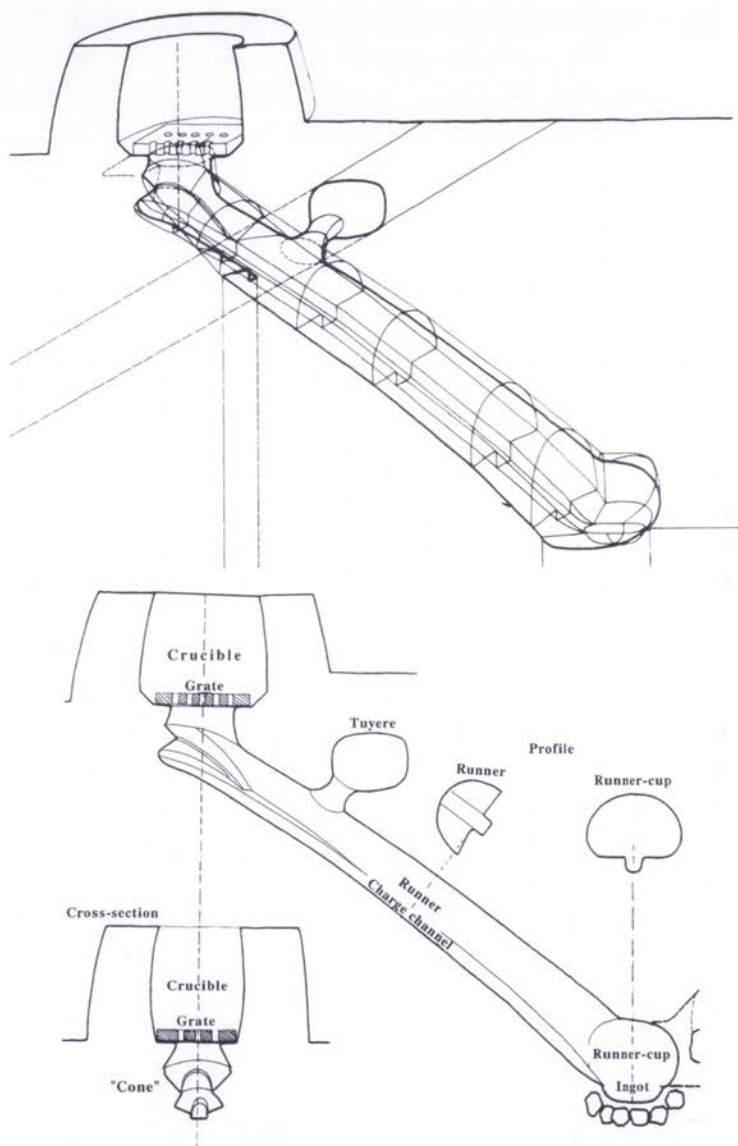 Crucible
Grate
Tuyere
Profile
Runner
Runner-cup
Runner
Charge channel
Cross-section
Crucible
Grate
"Cone"
Runner-cup
Ingot